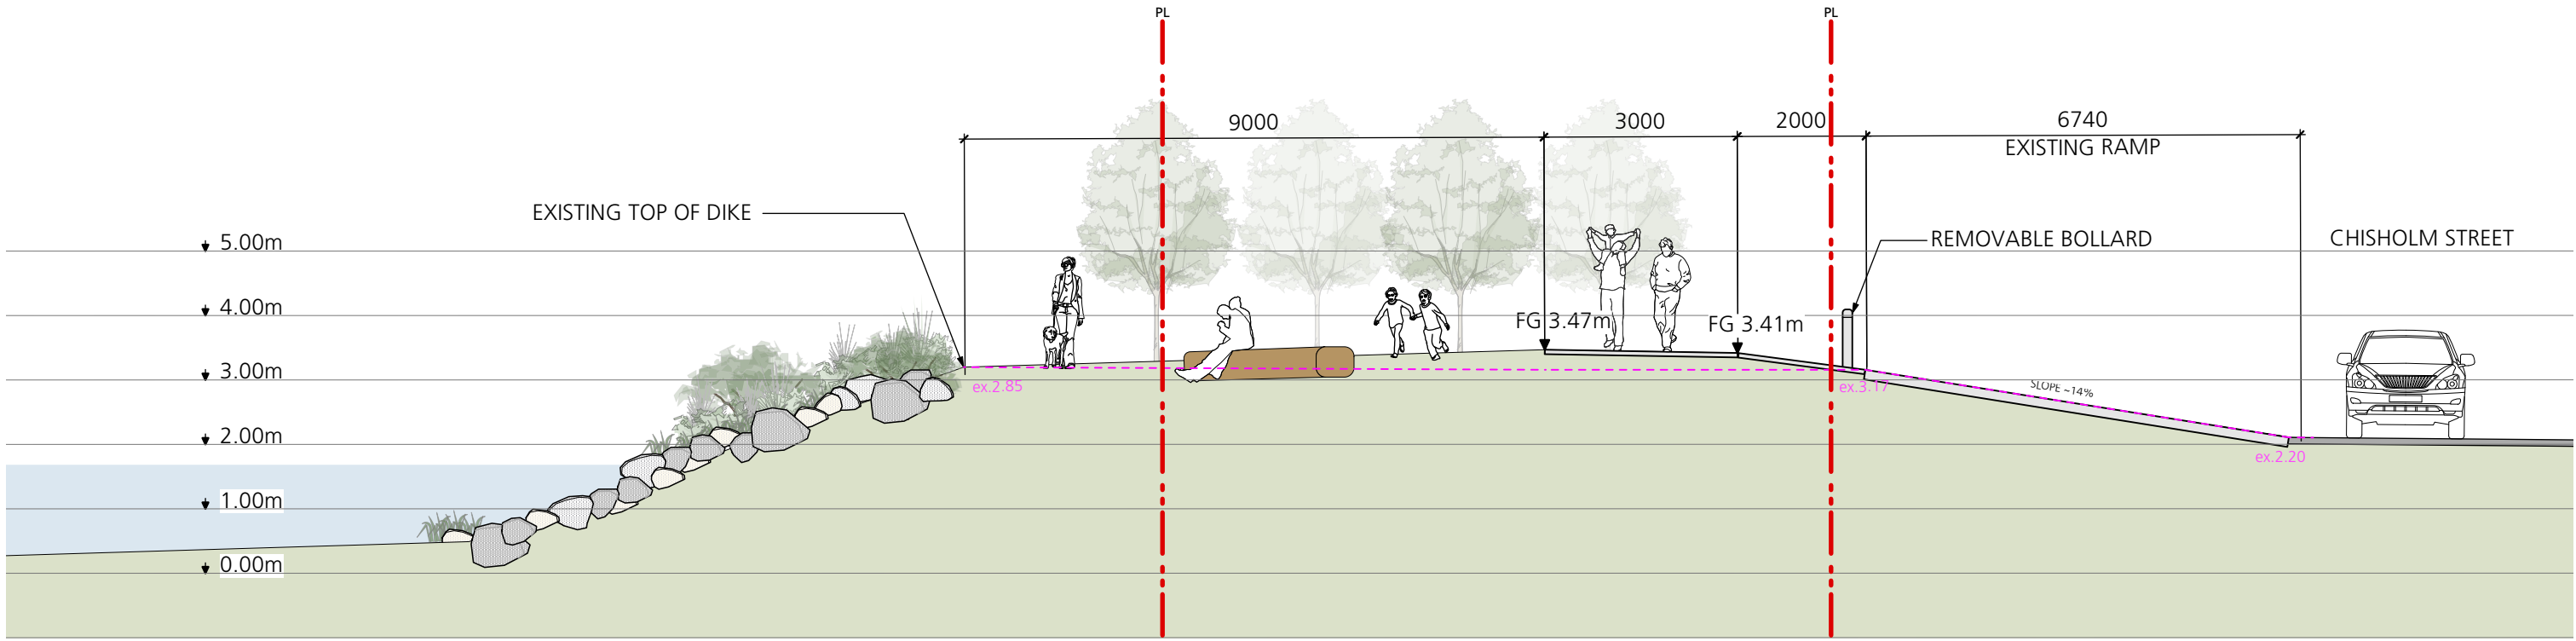 PL
PL
9000
3000
2000
6740
EXISTING RAMP
EXISTING TOP OF DIKE
REMOVABLE BOLLARD
CHISHOLM STREET
5.00m
4.00m
FG 3.47m
FG 3.41m
3.00m
ex.2.85
ex.3.17
SLOPE ~14%
2.00m
ex.2.20
1.00m
0.00m